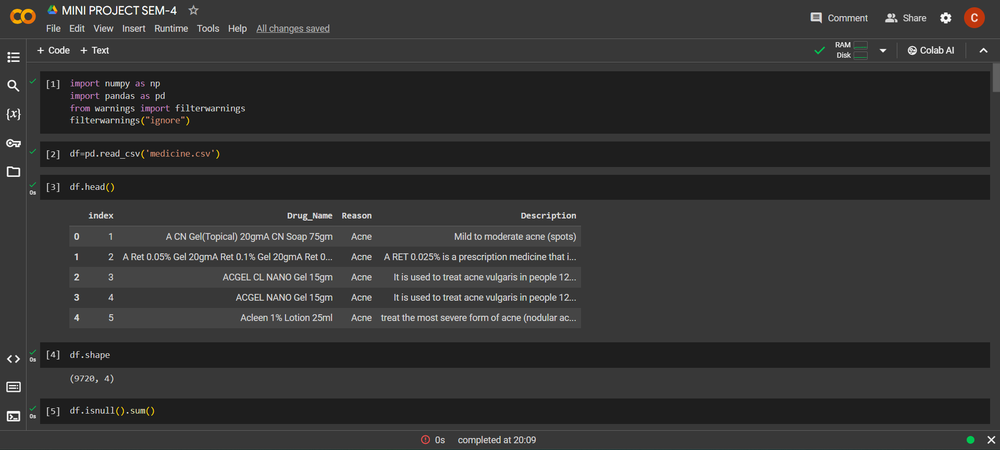 MINI PROJECT SEM-4
File Edit View Insert Runtime Tools Help All changes saved
Comment Share C
+ Code + Text
RAM
Disk
Colab AI
[1] import numpy as np
import pandas as pd
from warnings import filterwarnings
filterwarnings("ignore")
[2] df=pd.read_csv('medicine.csv')
[3] df.head()
0s
index Drug_Name Reason Description
0 1 A CN Gel(Topical) 20gmA CN Soap 75gm Acne Mild to moderate acne (spots)
1 2 A Ret 0.05% Gel 20gmA Ret 0.1% Gel 20gmA Ret 0... Acne A RET 0.025% is a prescription medicine that i...
2 3 ACGEL CL NANO Gel 15gm Acne It is used to treat acne vulgaris in people 12...
3 4 ACGEL NANO Gel 15gm Acne It is used to treat acne vulgaris in people 12...
4 5 Acleen 1% Lotion 25ml Acne treat the most severe form of acne (nodular ac...
[4] df.shape
0s
(9720, 4)
[5] df.isnull().sum()
0s
0s completed at 20:09
{x}